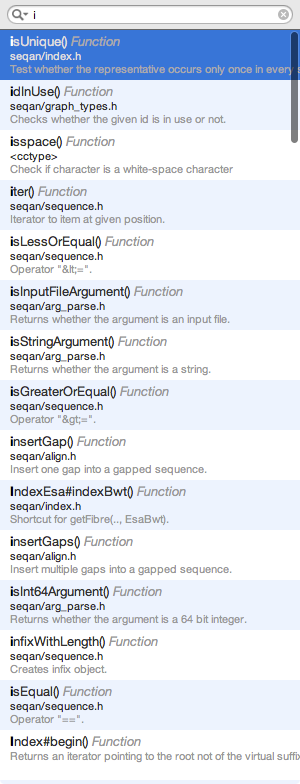 i
isUnique() Function
seqan/index.h
Test whether the representative occurs only once in every s
idInUse() Function
seqan/graph_types.h
Checks whether the given id is in use or not.
isspace() Function
<cctype>
Check if character is a white-space character
iter() Function
seqan/sequence.h
Iterator to item at given position.
isLessOrEqual() Function
seqan/sequence.h
Operator "&lt;=".
isInputFileArgument() Function
seqan/arg_parse.h
Returns whether the argument is an input file.
isStringArgument() Function
seqan/arg_parse.h
Returns whether the argument is a string.
isGreaterOrEqual() Function
seqan/sequence.h
Operator "&gt;=".
insertGap() Function
seqan/align.h
Insert one gap into a gapped sequence.
IndexEsa#indexBwt() Function
seqan/index.h
Shortcut for getFibre(.., EsaBwt).
insertGaps() Function
seqan/align.h
Insert multiple gaps into a gapped sequence.
isInt64Argument() Function
seqan/arg_parse.h
Returns whether the argument is a 64 bit integer.
infixWithLength() Function
seqan/sequence.h
Creates infix object.
isEqual() Function
seqan/sequence.h
Operator "==".
Index#begin() Function
Returns an iterator pointing to the root not of the virtual suffix